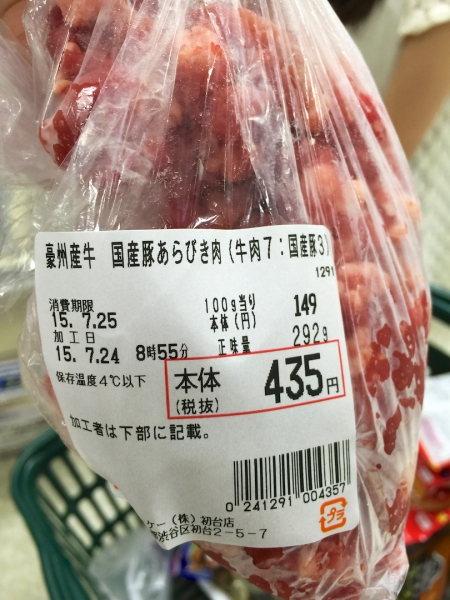 豪州産牛 国産豚あらびき肉(牛肉7:国産豚3)
1291
消費期限 100g当り 本体(円) 149
15. 7.25
加工日 正味量 292g
15. 7.24 8時55分
保存温度4℃以下
本体 (税抜) 435円
加工者は下部に記載。
0 241291 004357
ケー(株)初台店
渋谷区初台2-5-7
プラ